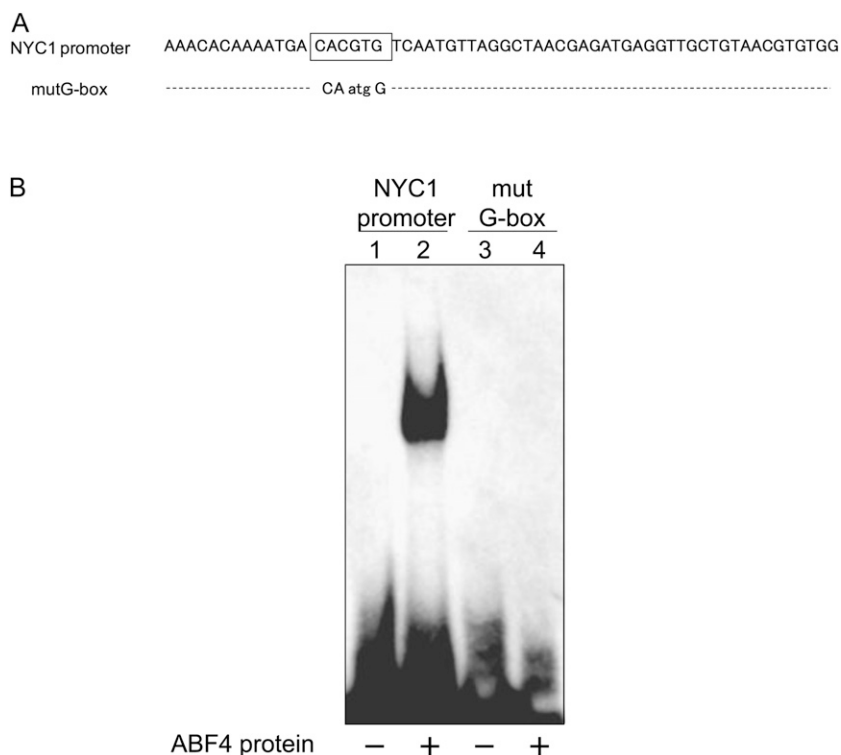 A
NYC1 promoter AAACACAAAATGA CACGTG TCAATGTTAGGCTAACGAGATGAGGTTGCTGTAACGTGTGG
mutG-box CA atg G
B
NYC1 mut
promoter G-box
1 2 3 4
ABF4 protein − + − +